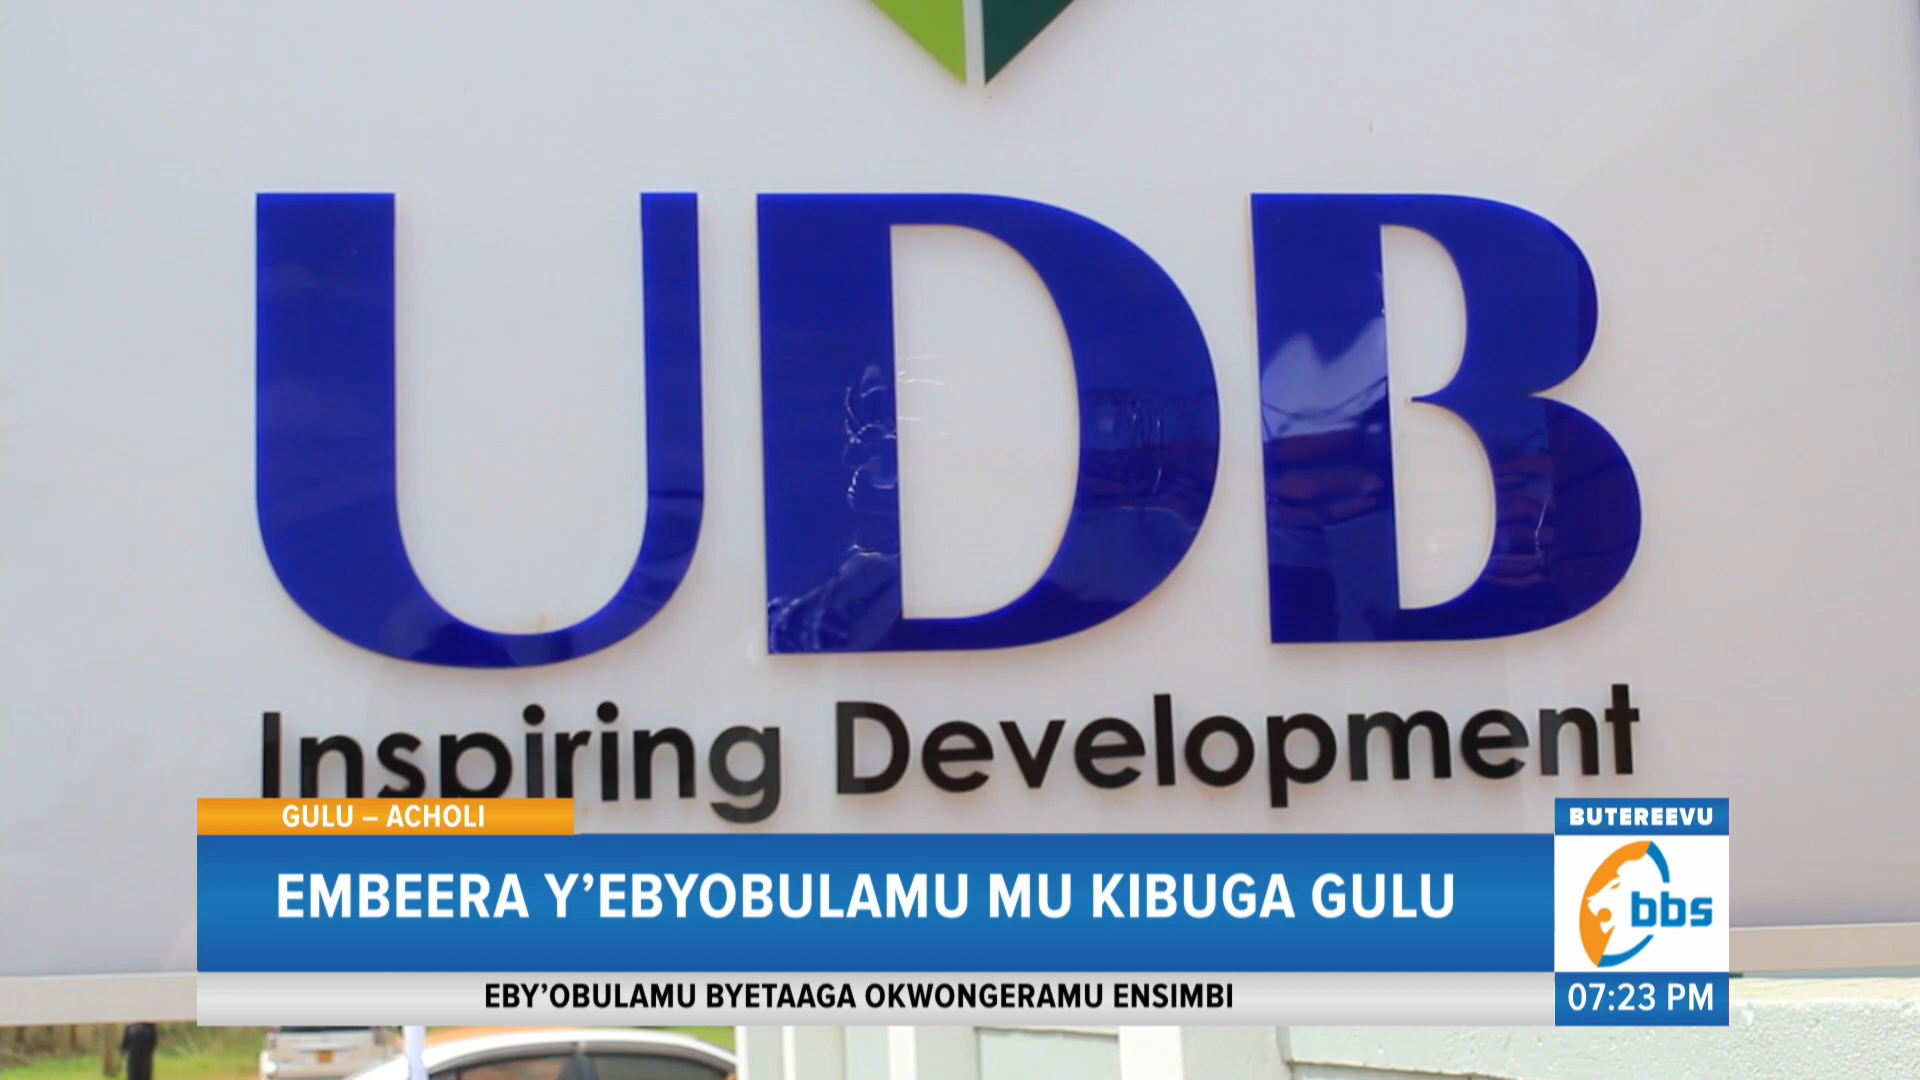 UDB
Inspiring Development
GULU – ACHOLI
BUTEREEVU
EMBEERA Y’EBYOBULAMU MU KIBUGA GULU
bbs
EBY’OBULAMU BYETAAGA OKWONGERAMU ENSIMBI
07:23 PM